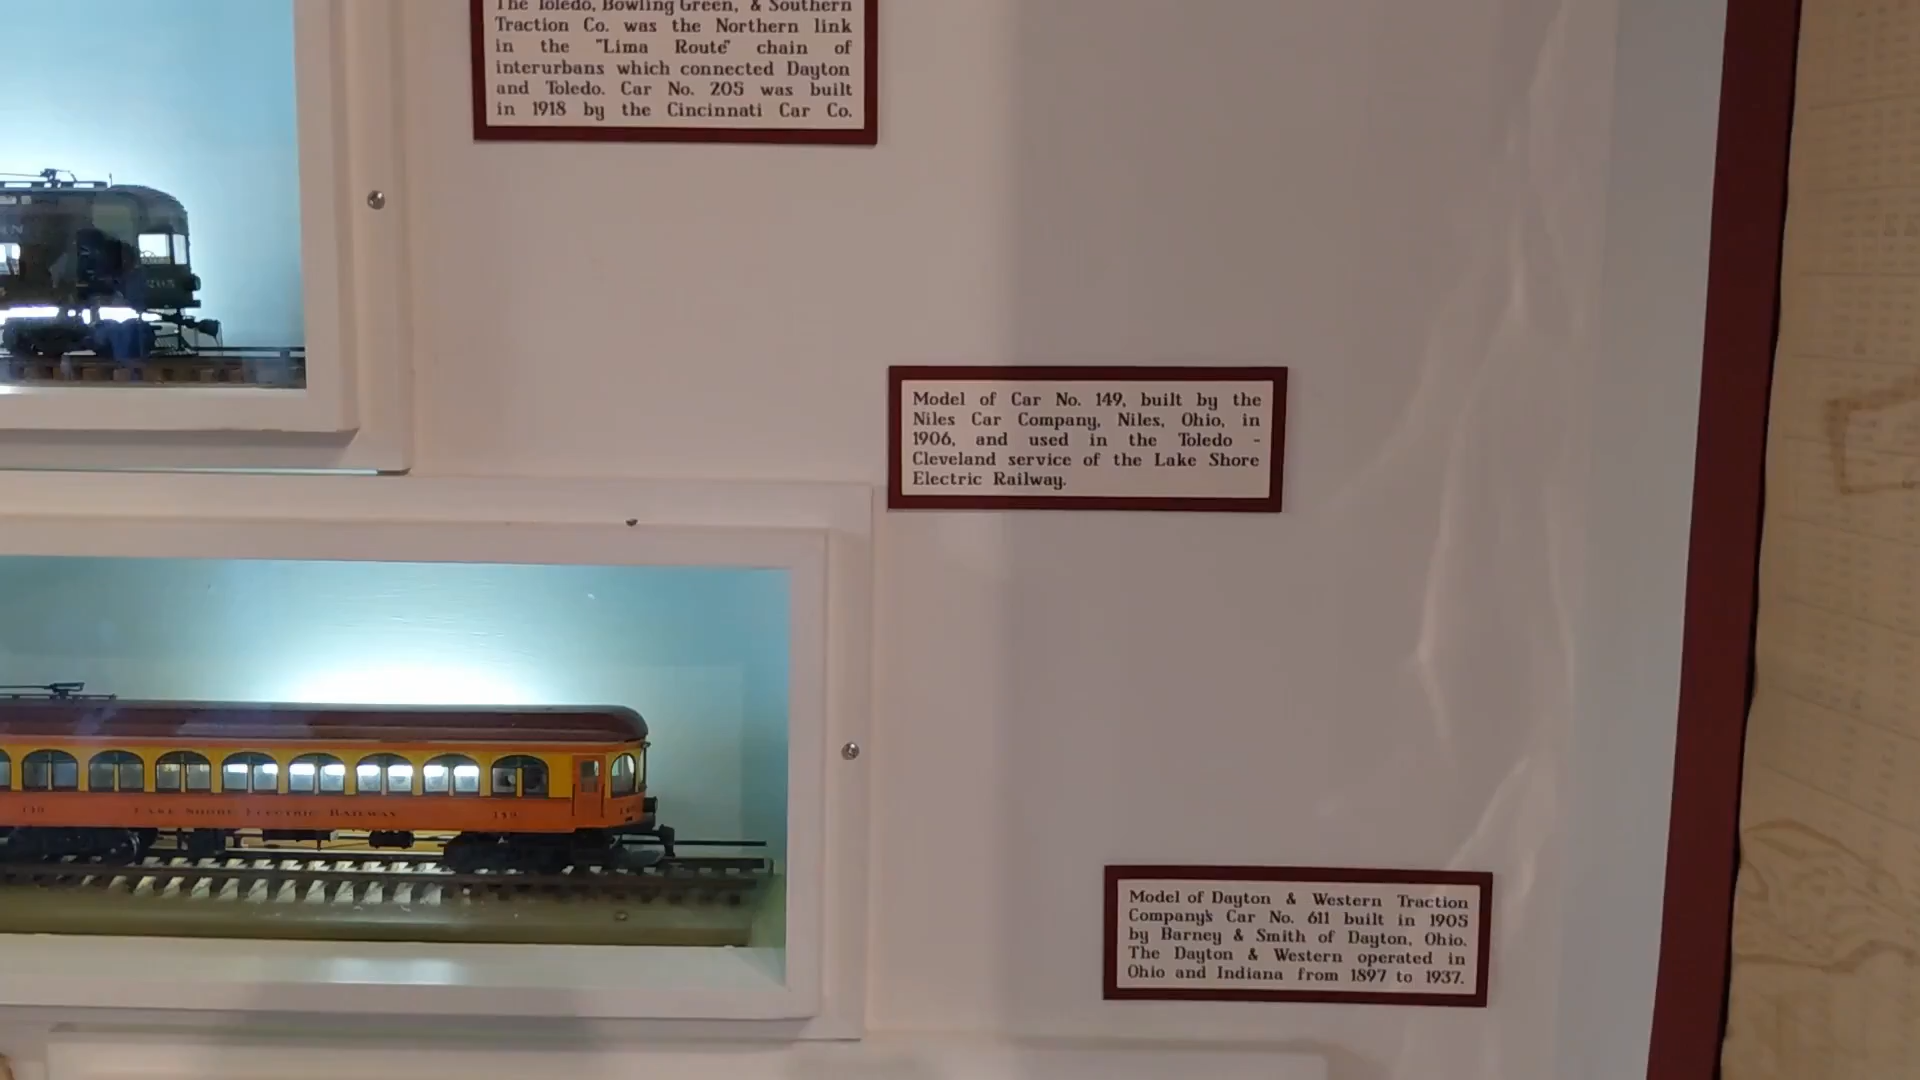 The Toledo, Bowling Green, & Southern
Traction Co. was the Northern link
in the "Lima Route" chain of
interurbans which connected Dayton
and Toledo. Car No. 205 was built
in 1918 by the Cincinnati Car Co.
205
Model of Car No. 149, built by the
Niles Car Company, Niles, Ohio, in
1906, and used in the Toledo -
Cleveland service of the Lake Shore
Electric Railway.
149 LAKE SHORE ELECTRIC RAILWAY 149
Model of Dayton & Western Traction
Company's Car No. 611 built in 1905
by Barney & Smith of Dayton, Ohio.
The Dayton & Western operated in
Ohio and Indiana from 1897 to 1937.